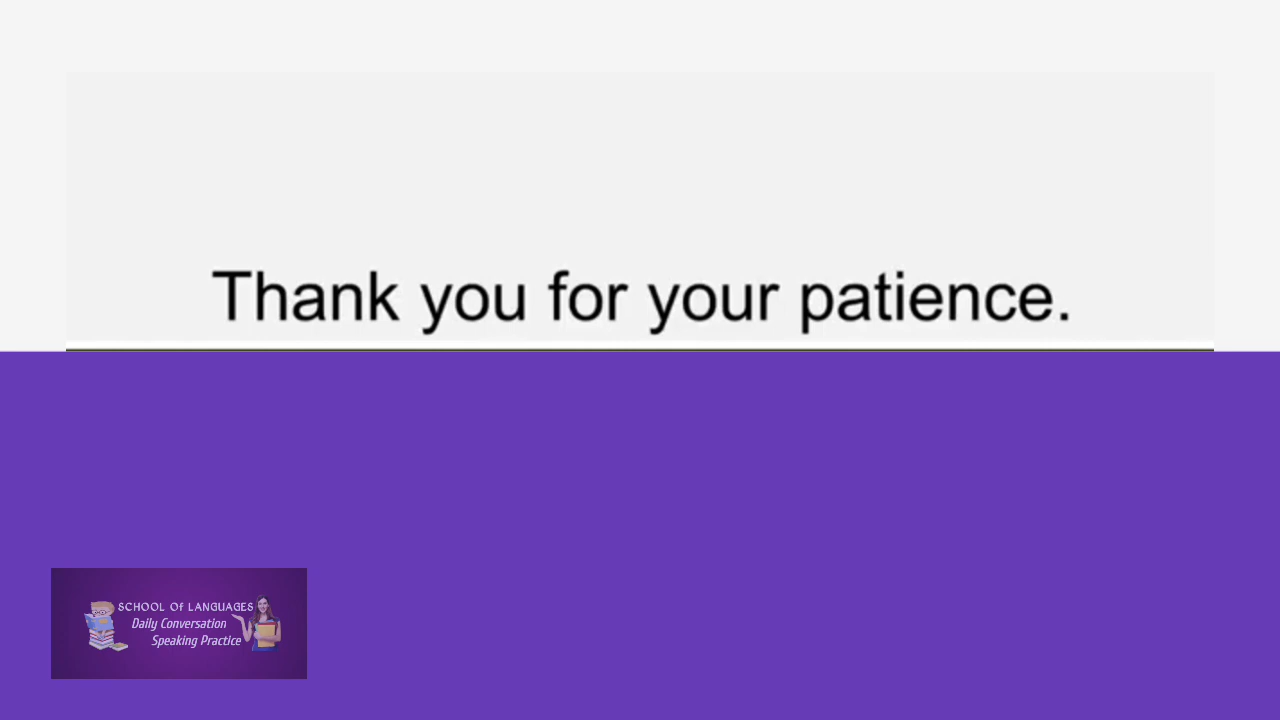 Thank you for your patience.
SCHOOL Of LANGUAGES
Daily Conversation
Speaking Practice